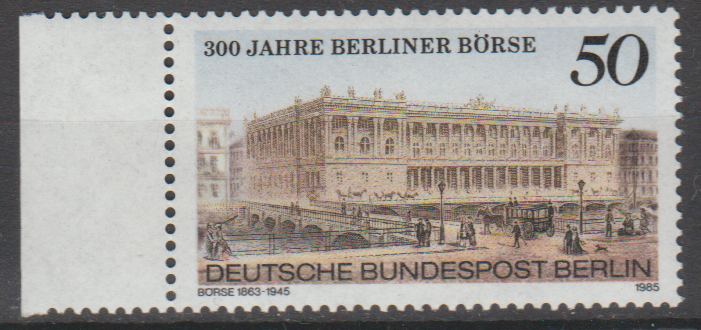 300 JAHRE BERLINER BÖRSE
50
DEUTSCHE BUNDESPOST BERLIN
BÖRSE 1863-1945
1985